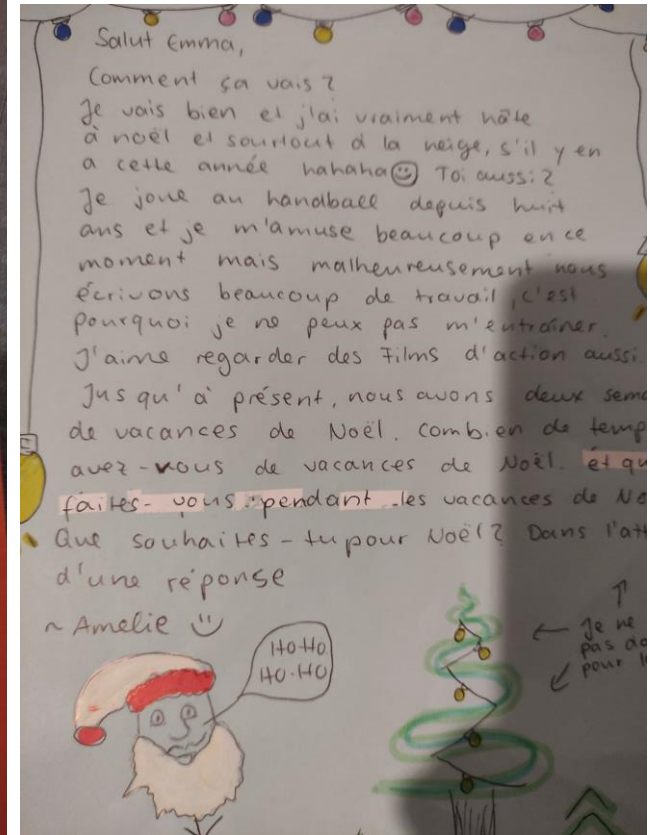 Salut Emma,
Comment ça vais?
Je vais bien et j'ai vraiment hâte
à noël et sourtout à la neige, s'il y en
a cette année hahaha☺ Toi aussi?
Je joue au handball depuis huit
ans et je m'amuse beaucoup en ce
moment mais malheureusement nous
écrivons beaucoup de travail, c'est
pourquoi je ne peux pas m'entraîner.
J'aime regarder des Films d'action aussi.
Jusqu'à présent, nous avons deux
de vacances de Noël. Combien de
avez-vous de vacances de Noël. et
faites-vous pendant les vacances de
Que souhaites-tu pour Noël? Dans
d'une réponse
~ Amelie
HO-HO
HO-HO
Je ne
pas
pour